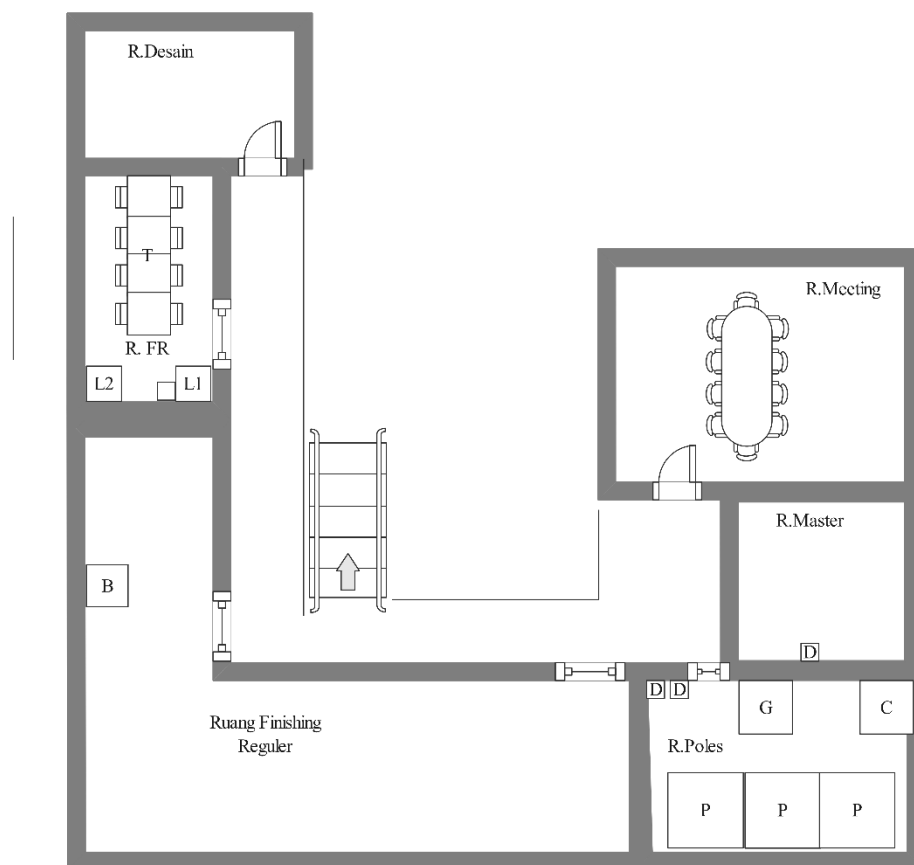 R.Desain
T
R. FR
L2
L1
R.Meeting
R.Master
B
D
D
D
G
C
Ruang Finishing
Reguler
R.Poles
P
P
P